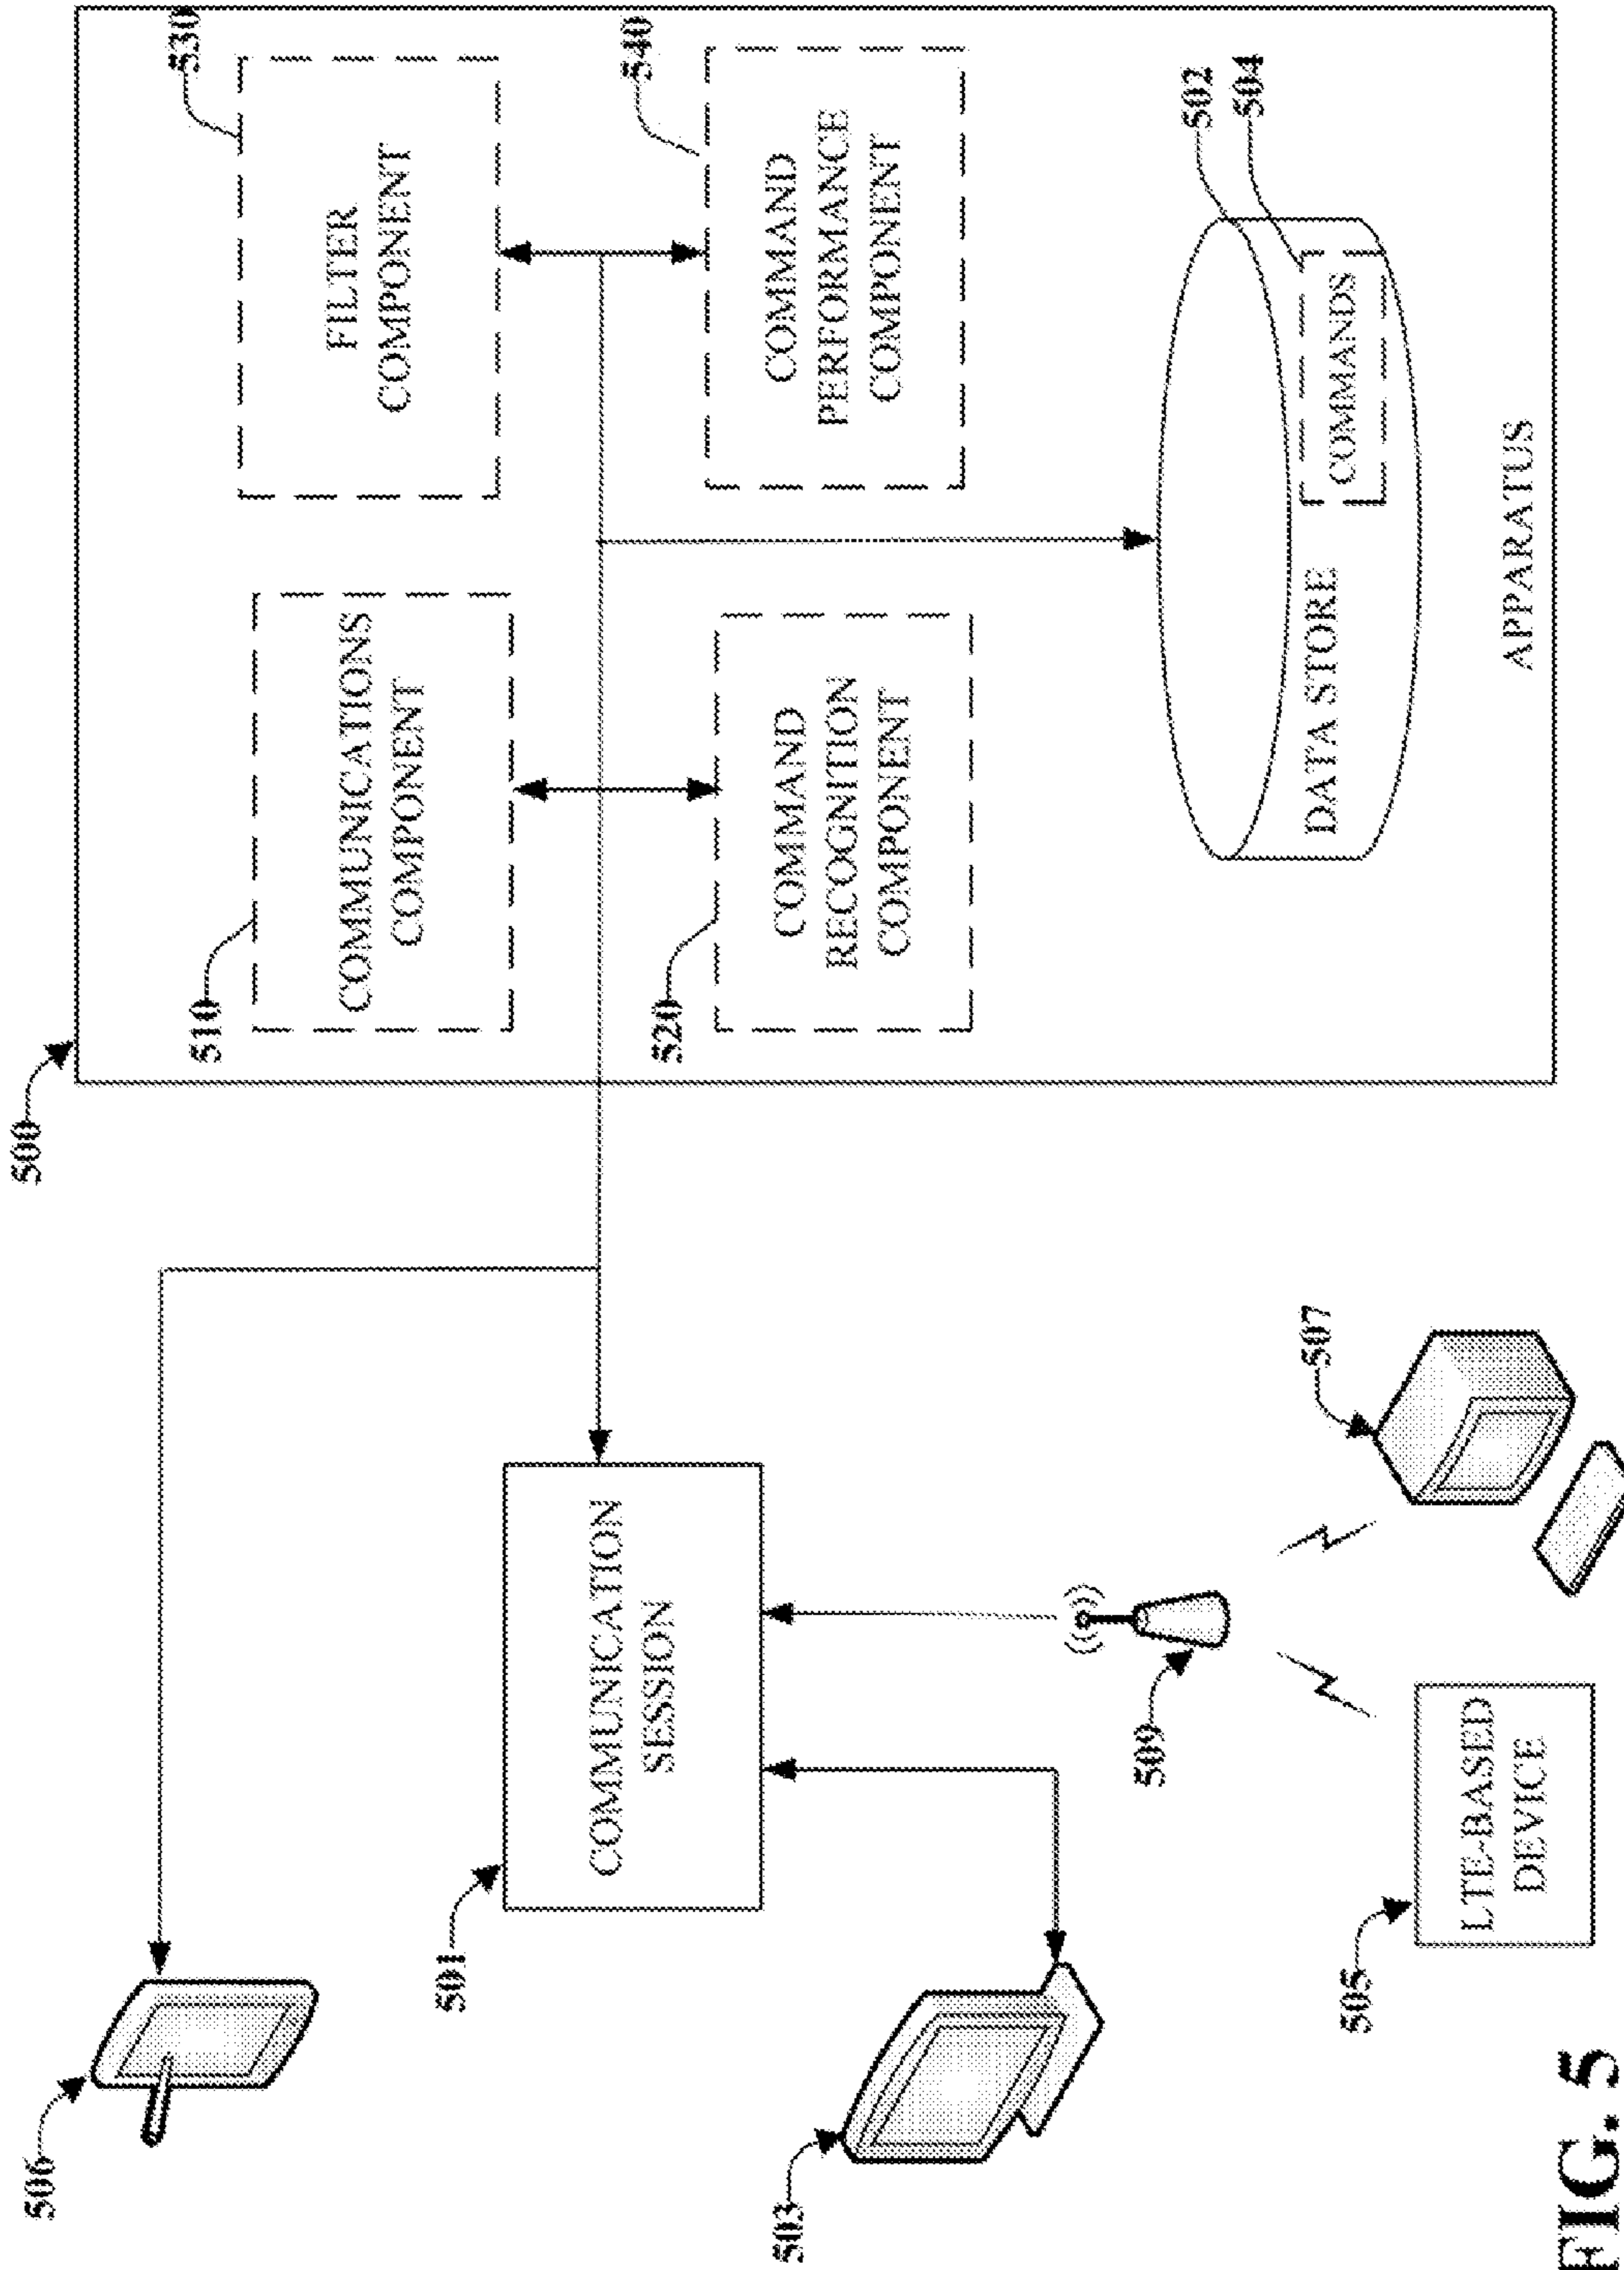 500
510
COMMUNICATIONS
COMPONENT
530
FILTER
COMPONENT
520
COMMAND
RECOGNITION
COMPONENT
540
COMMAND
PERFORMANCE
COMPONENT
502
504
DATA STORE
COMMANDS
APPARATUS
506
501
COMMUNICATION
SESSION
503
509
507
505
LTE-BASED
DEVICE
FIG. 5